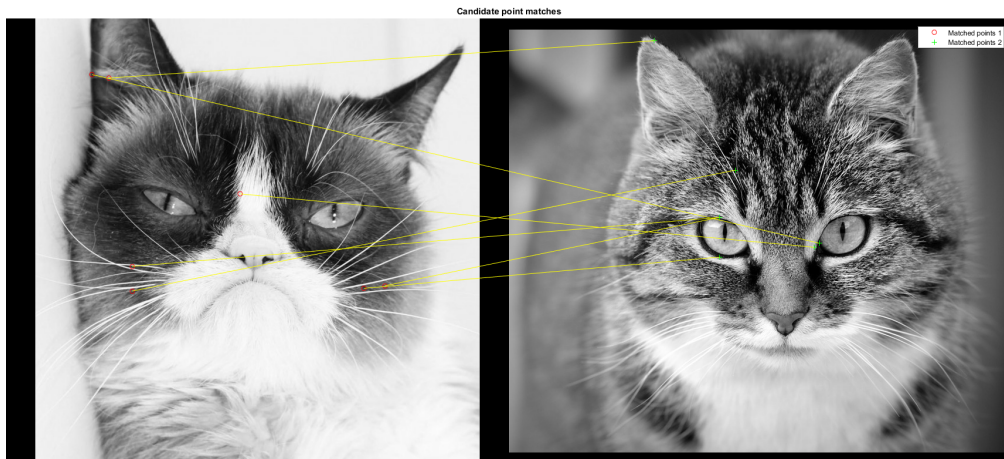 Candidate point matches
Matched points 1
Matched points 2